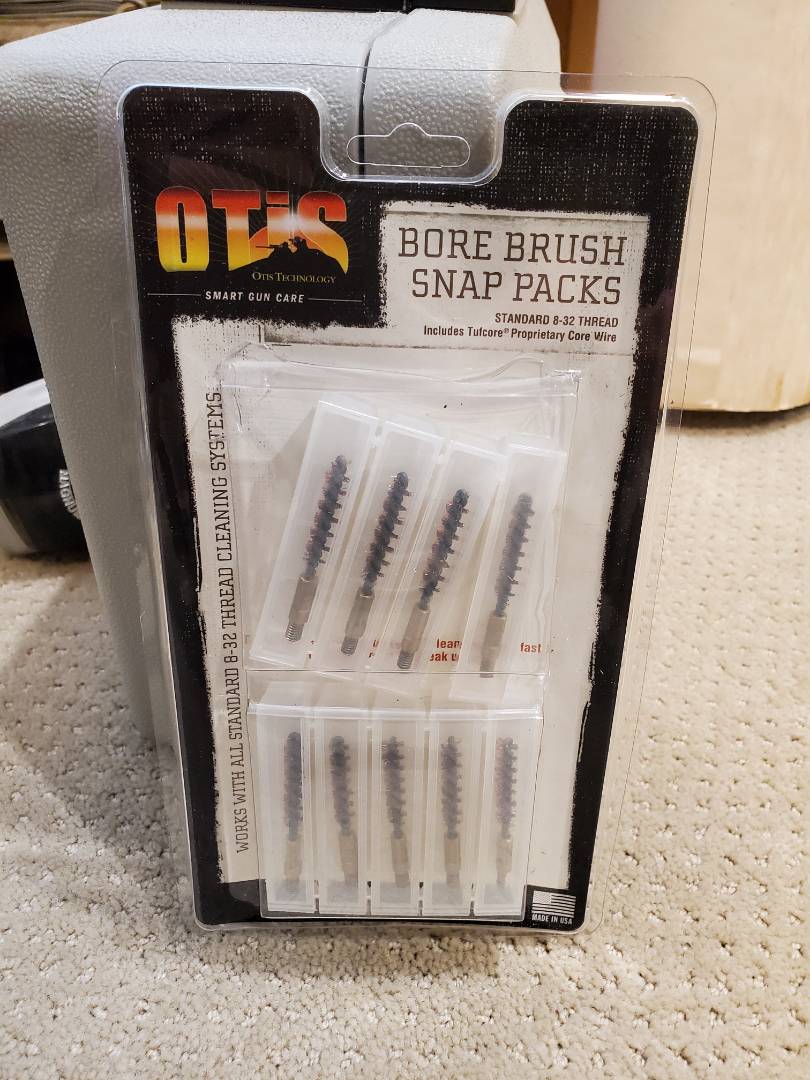 OTiS
OTIS TECHNOLOGY
SMART GUN CARE
BORE BRUSH
SNAP PACKS
STANDARD 8-32 THREAD
Includes Tufcore® Proprietary Core Wire
WORKS WITH ALL STANDARD 8-32 THREAD CLEANING SYSTEMS
fast
MADE IN USA